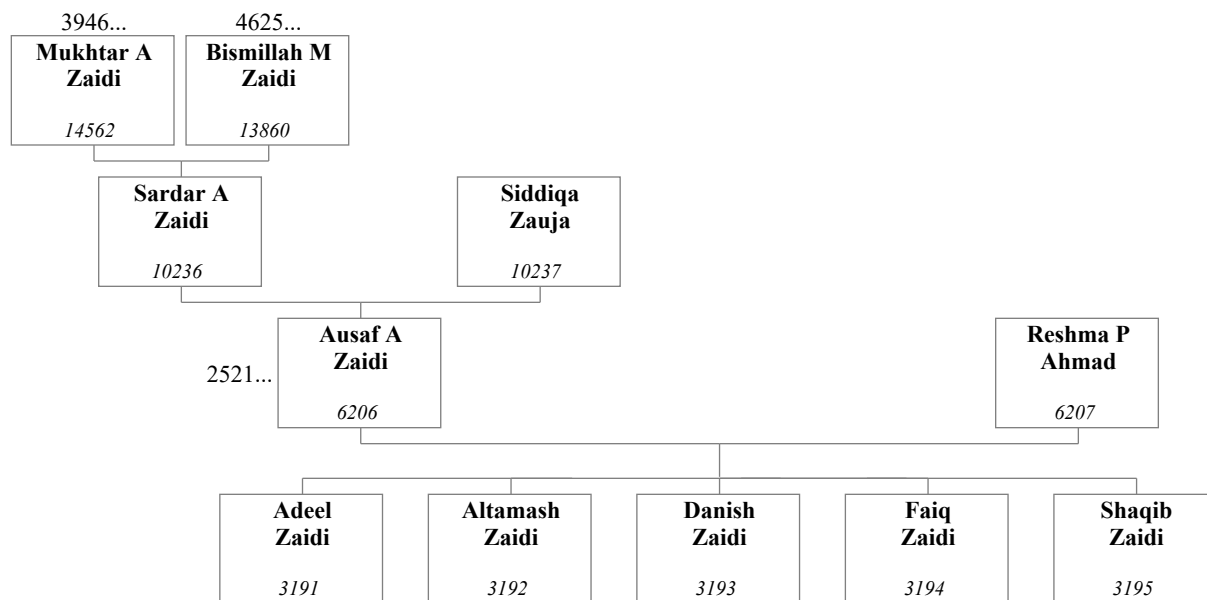 3946... 4625...
Mukhtar A
Zaidi
14562
Bismillah M
Zaidi
13860
Sardar A
Zaidi
10236
Siddiqa
Zauja
10237
2521...
Ausaf A
Zaidi
6206
Reshma P
Ahmad
6207
Adeel
Zaidi
3191
Altamash
Zaidi
3192
Danish
Zaidi
3193
Faiq
Zaidi
3194
Shaqib
Zaidi
3195